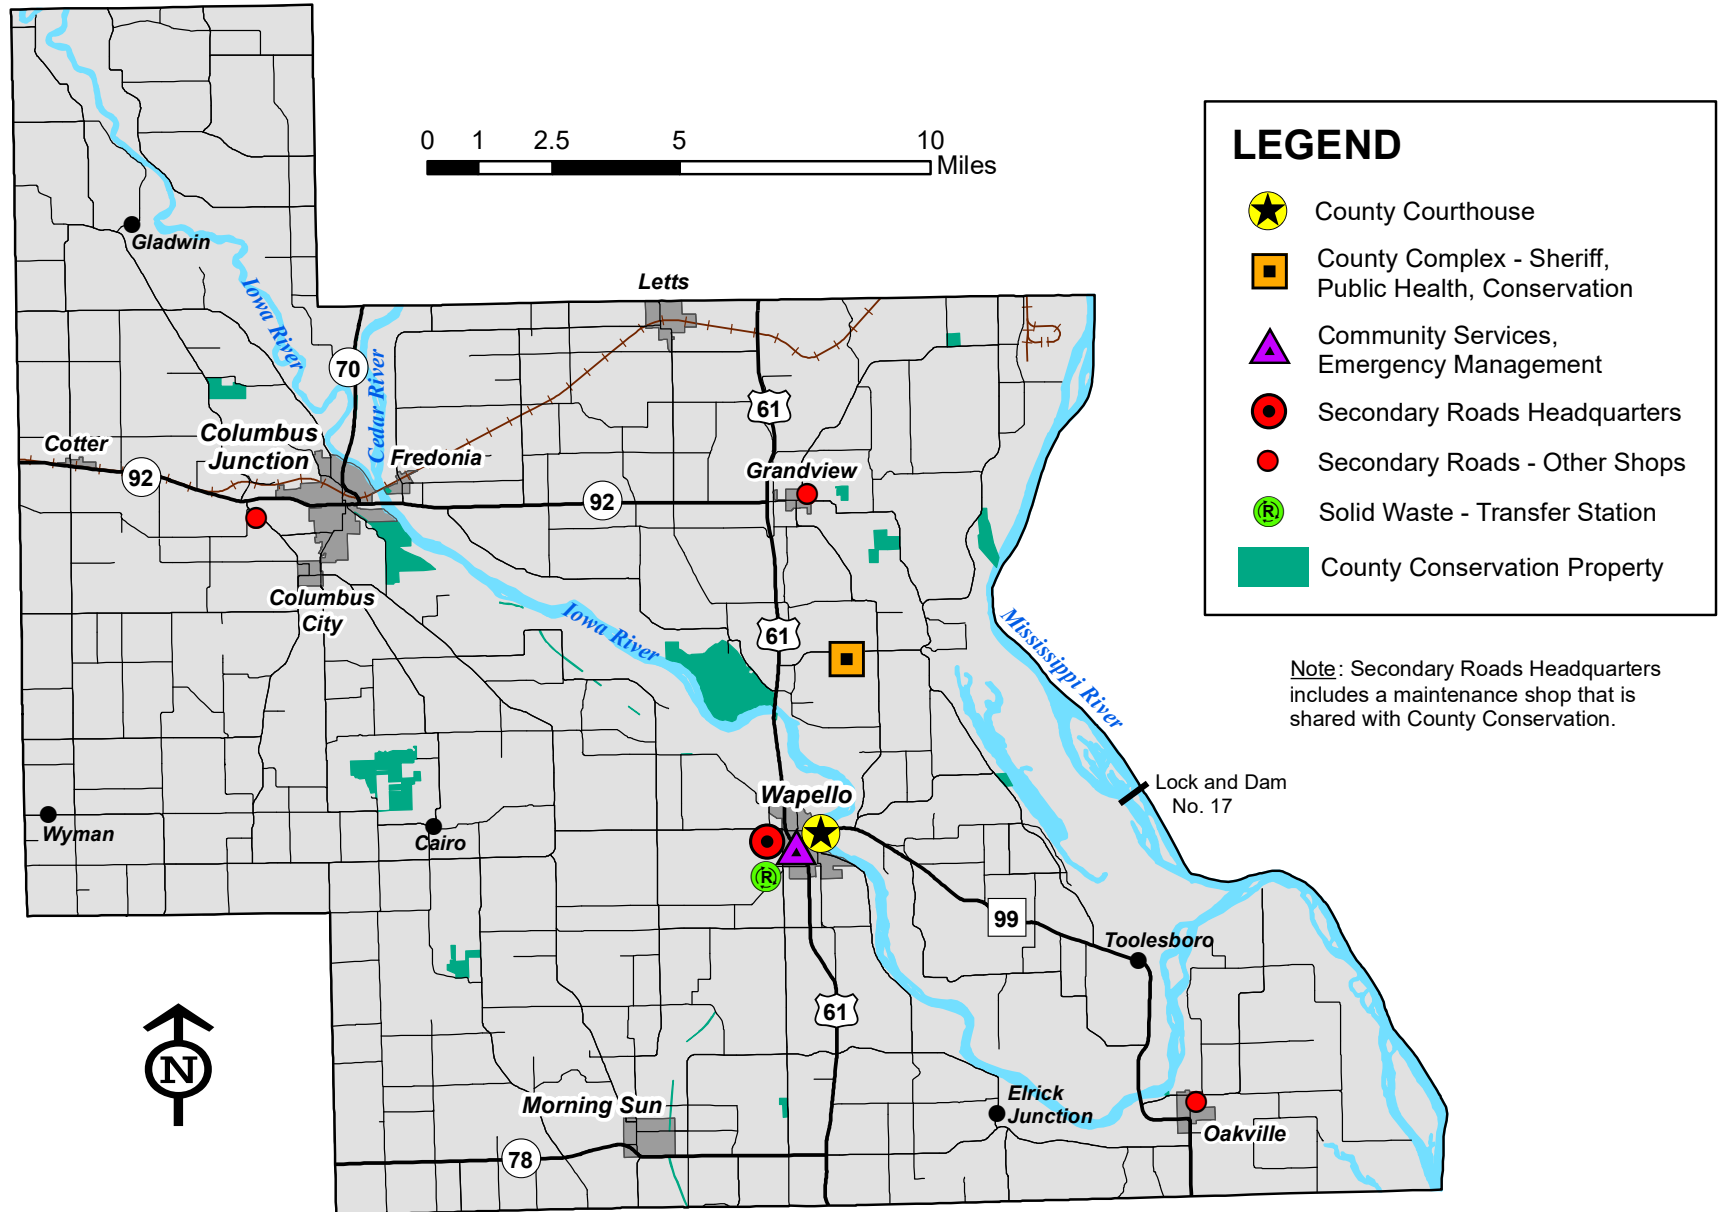 0 1 2.5 5 10
Miles
LEGEND
County Courthouse
County Complex - Sheriff,
Public Health, Conservation
Community Services,
Emergency Management
Secondary Roads Headquarters
Secondary Roads - Other Shops
R
Solid Waste - Transfer Station
County Conservation Property
Note: Secondary Roads Headquarters
includes a maintenance shop that is
shared with County Conservation.
Gladwin
Iowa River
Letts
70
Cedar River
61
Cotter
Columbus
Junction
Fredonia
Grandview
92
92
Columbus
City
Iowa River
61
Mississippi River
Lock and Dam
No. 17
Wapello
Wyman
Cairo
R
99
Toolesboro
61
N
Morning Sun
Elrick
Junction
Oakville
78